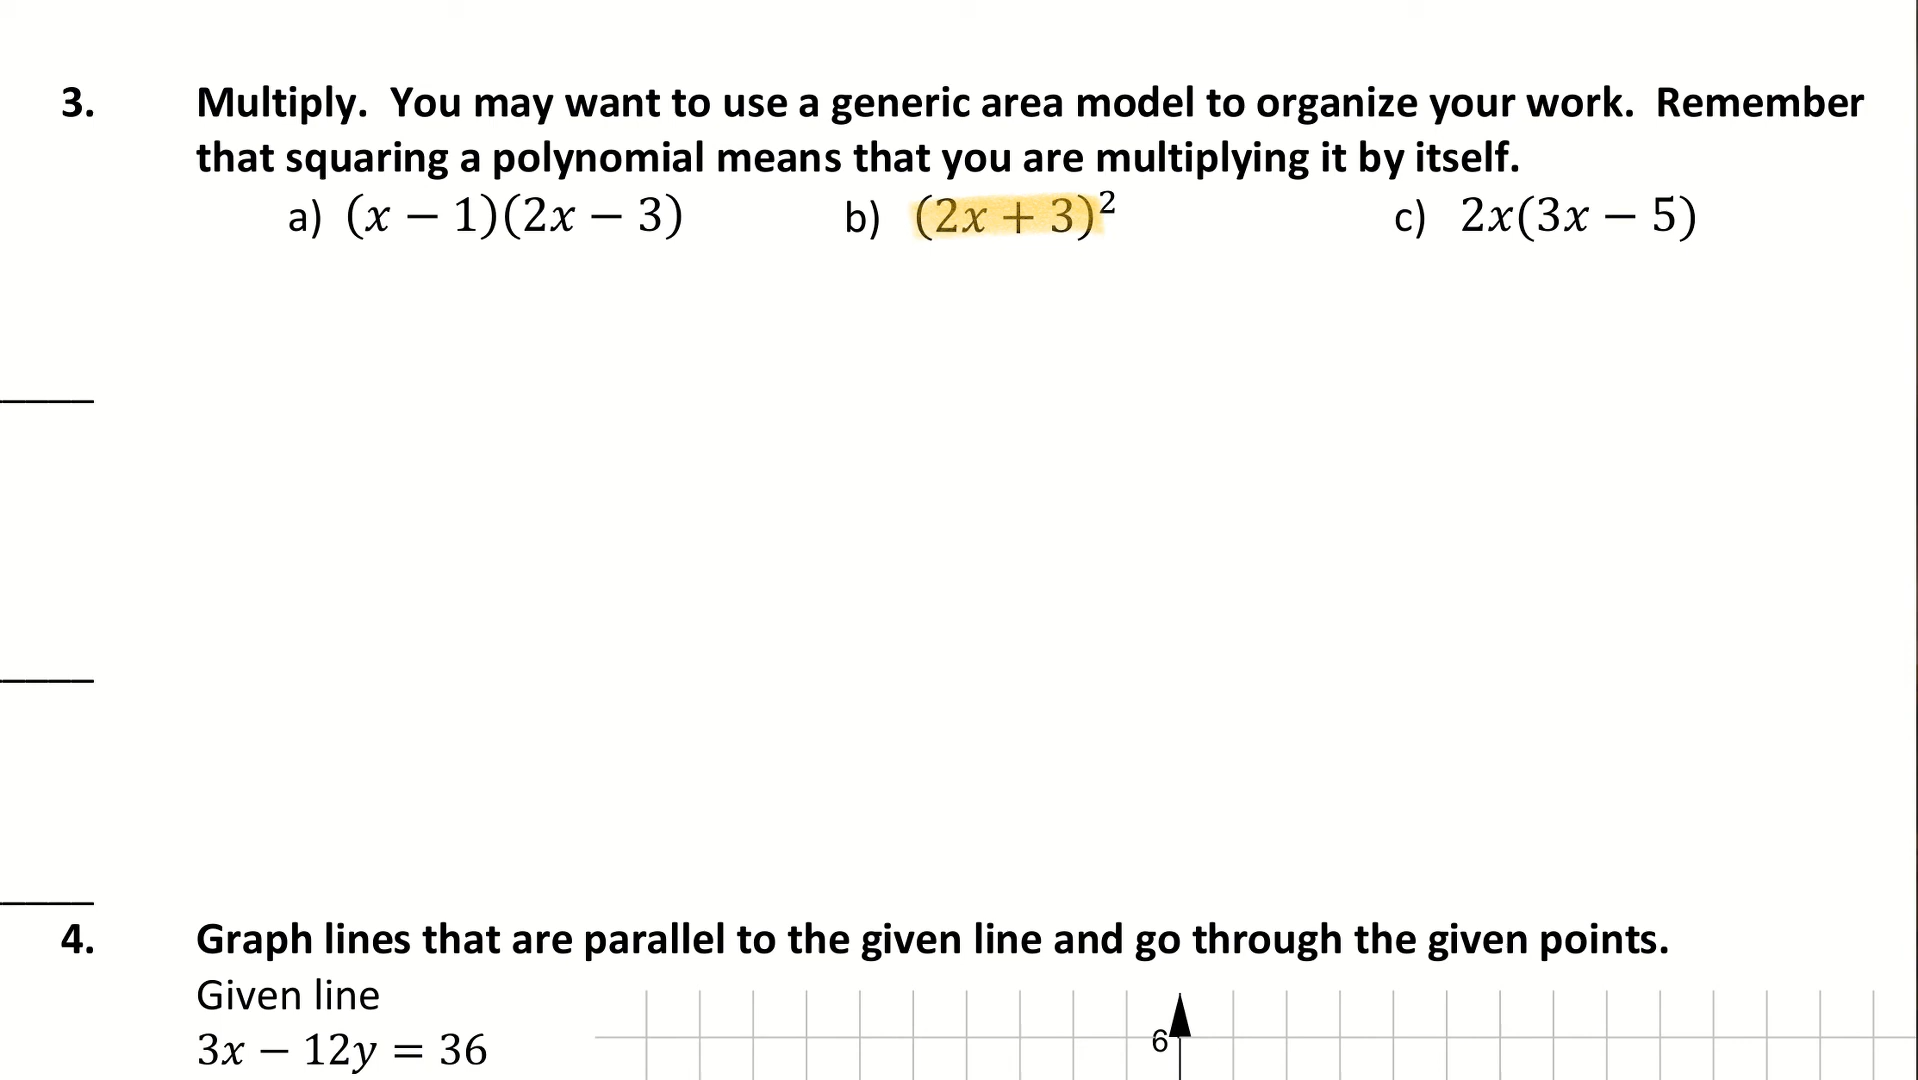 3. Multiply. You may want to use a generic area model to organize your work. Remember
that squaring a polynomial means that you are multiplying it by itself.
a) (x − 1)(2x − 3) b) (2x + 3)² c) 2x(3x − 5)
4. Graph lines that are parallel to the given line and go through the given points.
Given line
3x − 12y = 36
6